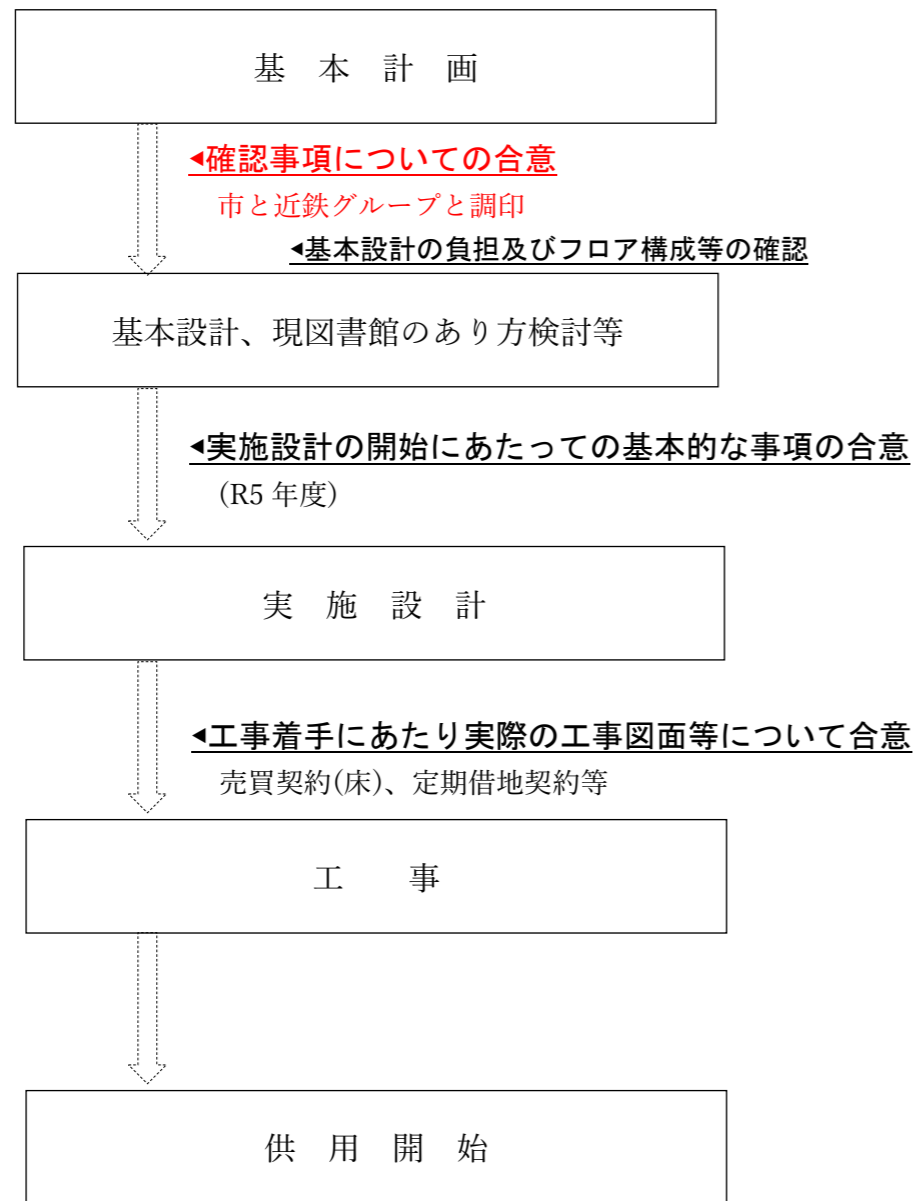 基　本　計　画
◀確認事項についての合意
市と近鉄グループと調印
◀基本設計の負担及びフロア構成等の確認
基本設計、現図書館のあり方検討等
◀実施設計の開始にあたっての基本的な事項の合意
(R5 年度)
実　施　設　計
◀工事着手にあたり実際の工事図面等について合意
売買契約(床)、定期借地契約等
工　　事
供　用　開　始